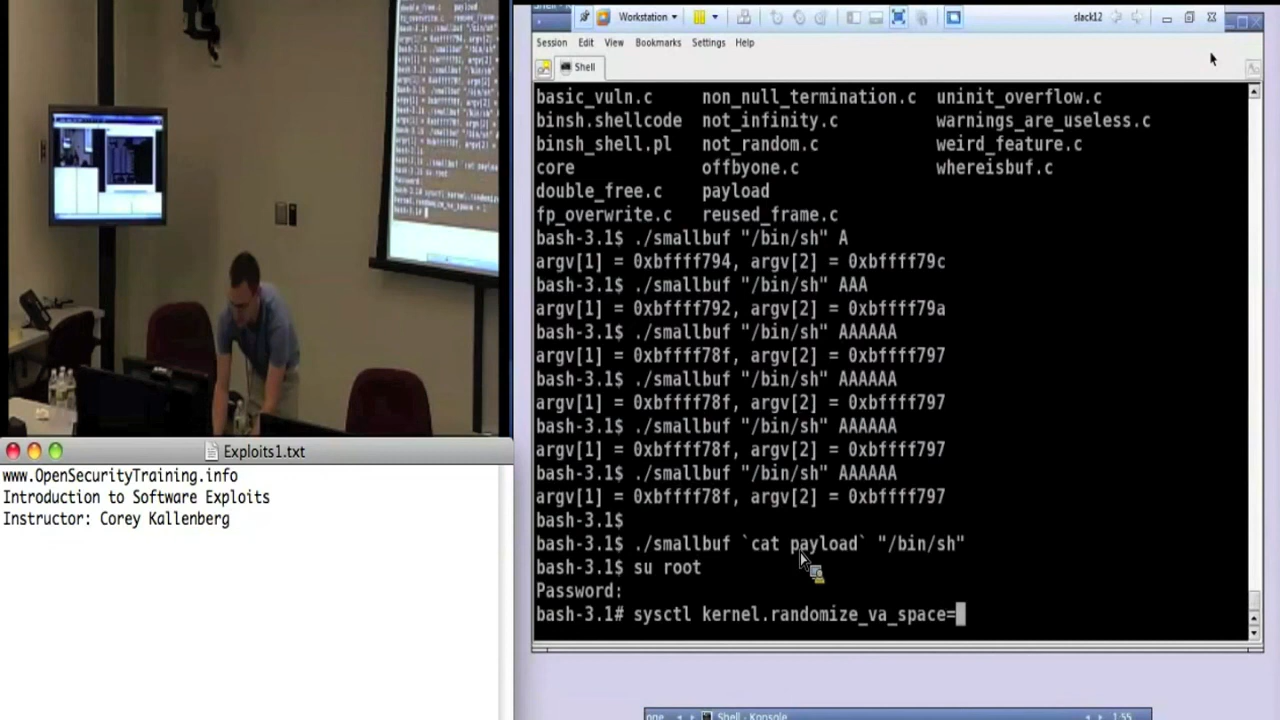 Workstation
slack12
Session Edit View Bookmarks Settings Help
Shell
basic_vuln.c non_null_termination.c uninit_overflow.c
binsh.shellcode not_infinity.c warnings_are_useless.c
binsh_shell.pl not_random.c weird_feature.c
core offbyone.c whereisbuf.c
double_free.c payload
fp_overwrite.c reused_frame.c
bash-3.1$ ./smallbuf "/bin/sh" A
argv[1] = 0xbffff794, argv[2] = 0xbffff79c
bash-3.1$ ./smallbuf "/bin/sh" AAA
argv[1] = 0xbffff792, argv[2] = 0xbffff79a
bash-3.1$ ./smallbuf "/bin/sh" AAAAAA
argv[1] = 0xbffff78f, argv[2] = 0xbffff797
bash-3.1$ ./smallbuf "/bin/sh" AAAAAA
argv[1] = 0xbffff78f, argv[2] = 0xbffff797
bash-3.1$ ./smallbuf "/bin/sh" AAAAAA
argv[1] = 0xbffff78f, argv[2] = 0xbffff797
bash-3.1$ ./smallbuf "/bin/sh" AAAAAA
argv[1] = 0xbffff78f, argv[2] = 0xbffff797
bash-3.1$
bash-3.1$ ./smallbuf `cat payload` "/bin/sh"
bash-3.1$ su root
Password:
bash-3.1# sysctl kernel.randomize_va_space=
Shell - Konsole
1.55
Exploits1.txt
www.OpenSecurityTraining.info
Introduction to Software Exploits
Instructor: Corey Kallenberg